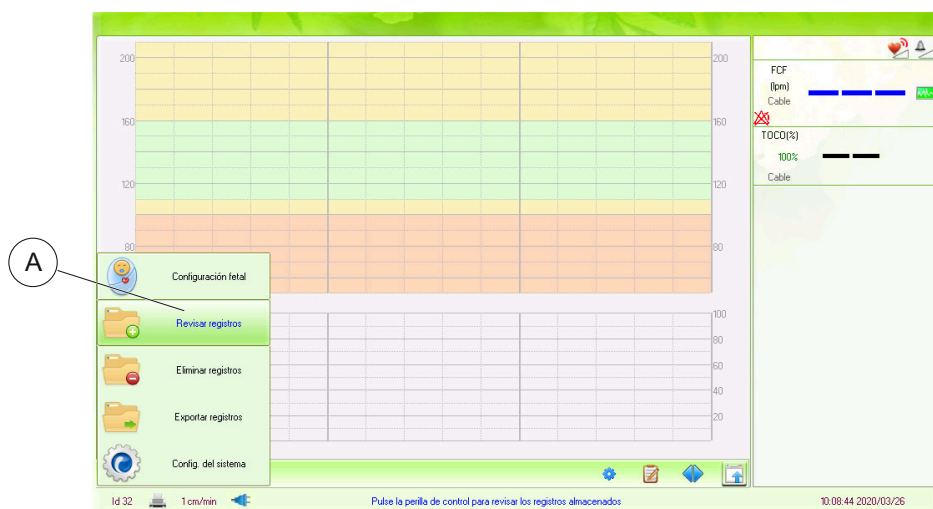 200
200
160
160
120
120
80
80
100
80
60
40
20
FCF
(lpm)
Cable
TOCO(%)
100%
Cable
A
Configuración fetal
Revisar registros
Eliminar registros
Exportar registros
Config. del sistema
Id 32 1 cm/min Pulse la perilla de control para revisar los registros almacenados 10:08:44 2020/03/26